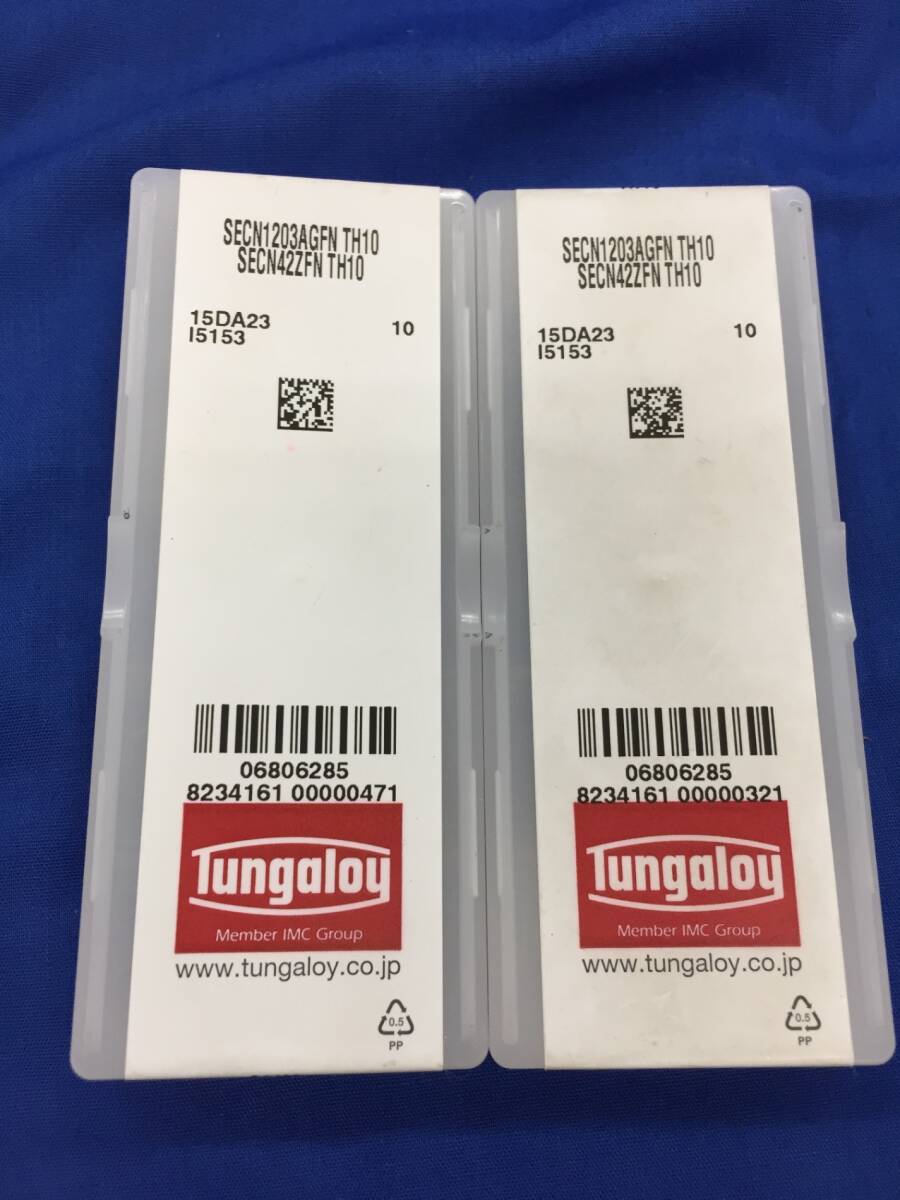 SECN1203AGFN TH10
SECN42ZFN TH10
15DA23
I5153
10
06806285
8234161 00000471
Tungaloy
Member IMC Group
www.tungaloy.co.jp
0.5
PP
SECN1203AGFN TH10
SECN42ZFN TH10
15DA23
I5153
10
06806285
8234161 00000321
Tungaloy
Member IMC Group
www.tungaloy.co.jp
0.5
PP